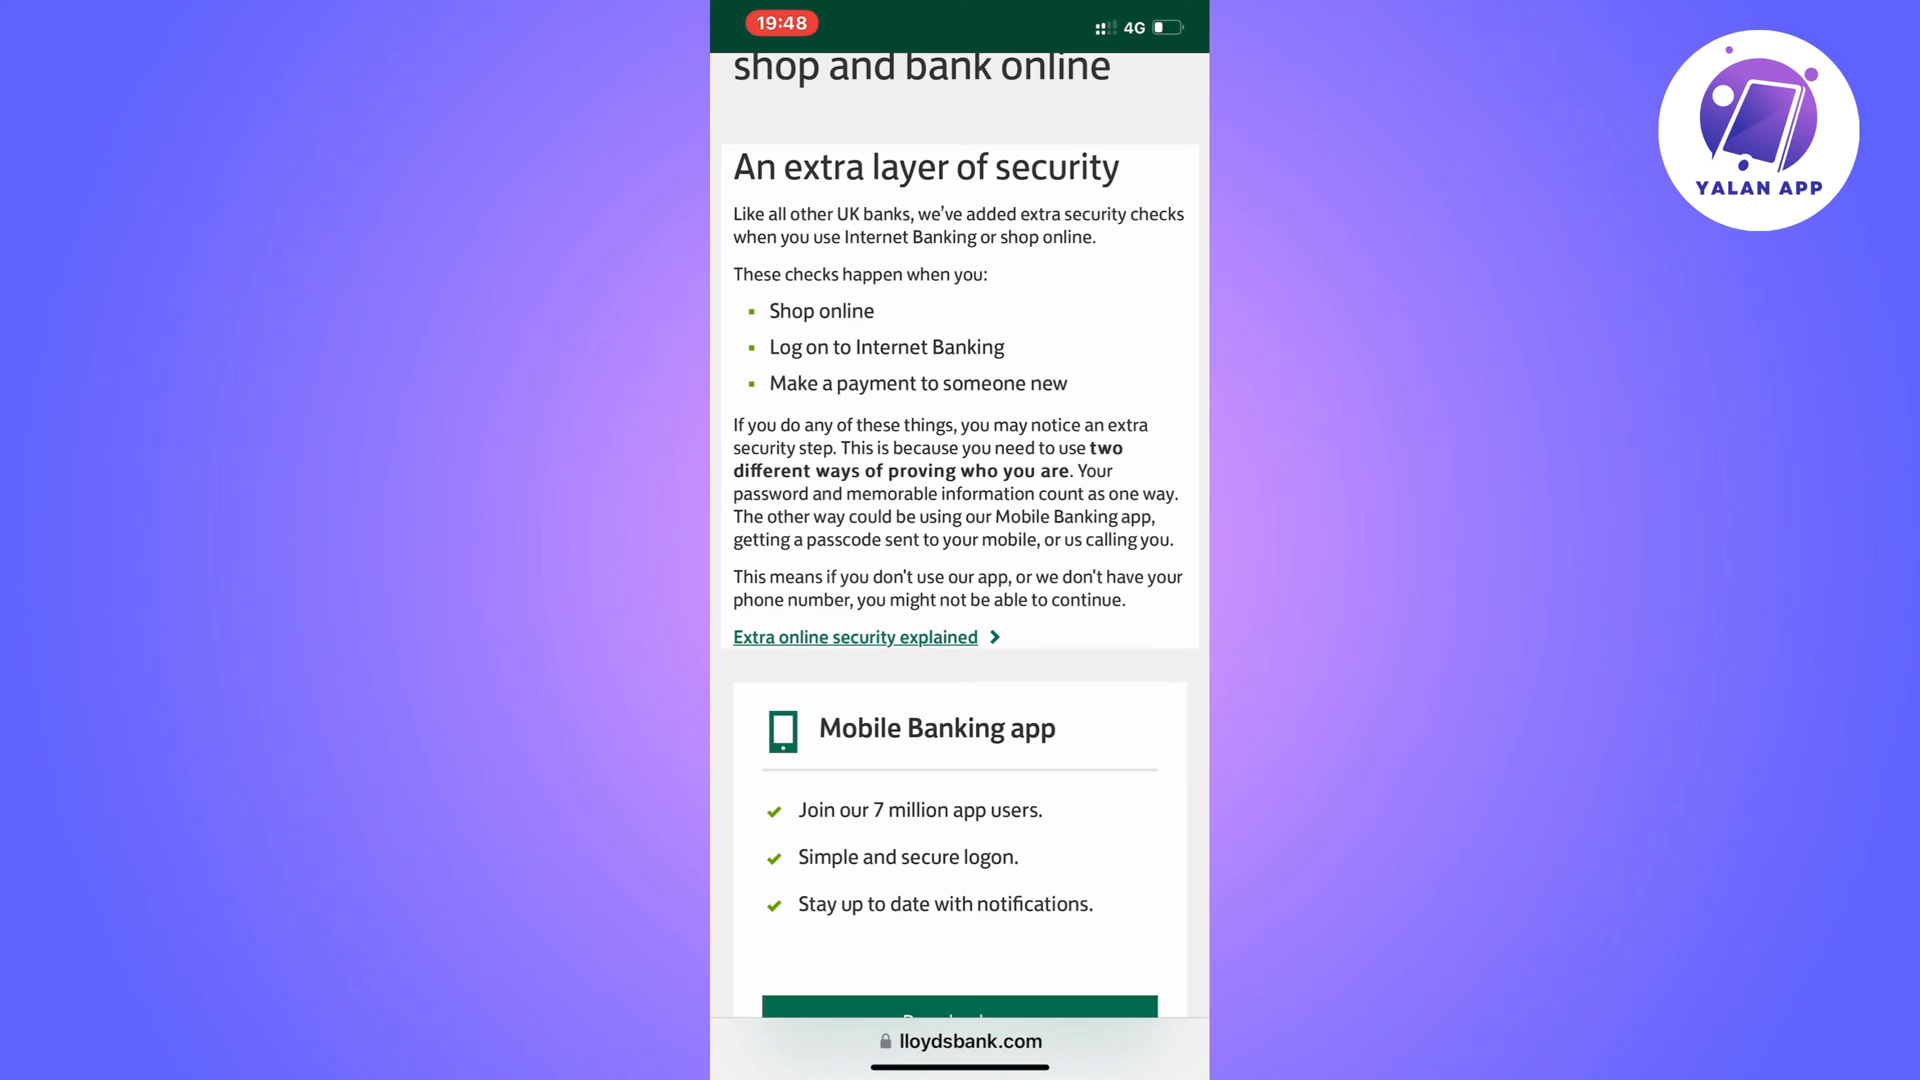 19:48
4G
shop and bank online
YALAN APP
An extra layer of security
Like all other UK banks, we've added extra security checks
when you use Internet Banking or shop online.
These checks happen when you:
Shop online
Log on to Internet Banking
Make a payment to someone new
If you do any of these things, you may notice an extra
security step. This is because you need to use two
different ways of proving who you are. Your
password and memorable information count as one way.
The other way could be using our Mobile Banking app,
getting a passcode sent to your mobile, or us calling you.
This means if you don't use our app, or we don't have your
phone number, you might not be able to continue.
Extra online security explained
Mobile Banking app
Join our 7 million app users.
Simple and secure logon.
Stay up to date with notifications.
lloydsbank.com